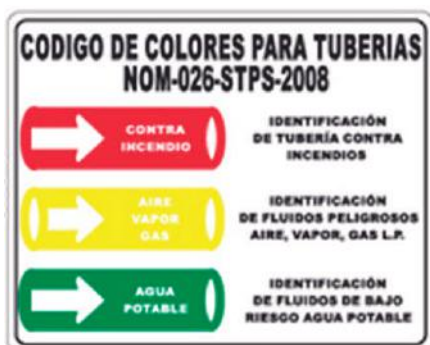 CODIGO DE COLORES PARA TUBERIAS
NOM-026-STPS-2008
CONTRA
INCENDIO
IDENTIFICACIÓN
DE TUBERÍA CONTRA
INCENDIOS
AIRE
VAPOR
GAS
IDENTIFICACIÓN
DE FLUIDOS PELIGROSOS
AIRE, VAPOR, GAS L.P.
AGUA
POTABLE
IDENTIFICACIÓN
DE FLUIDOS DE BAJO
RIESGO AGUA POTABLE